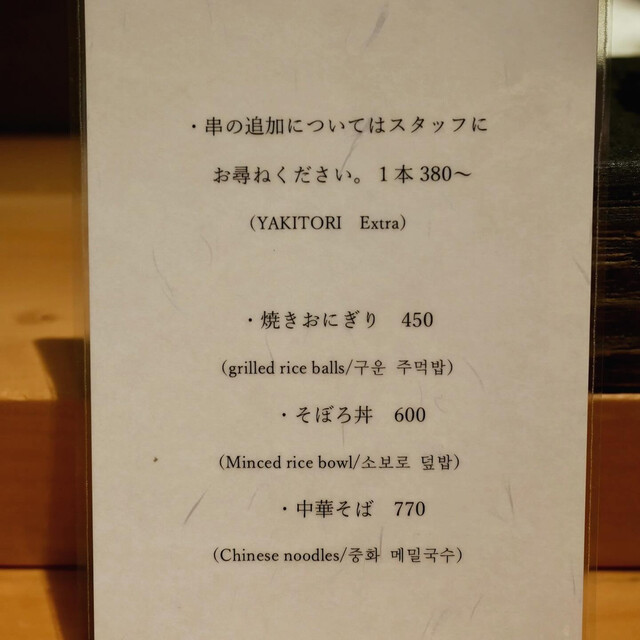 ・串の追加についてはスタッフに
お尋ねください。1本380〜
(YAKITORI　Extra)
・焼きおにぎり　450
(grilled rice balls/구운 주먹밥)
・そぼろ丼　600
(Minced rice bowl/소보로 덮밥)
・中華そば　770
(Chinese noodles/중화 메밀국수)